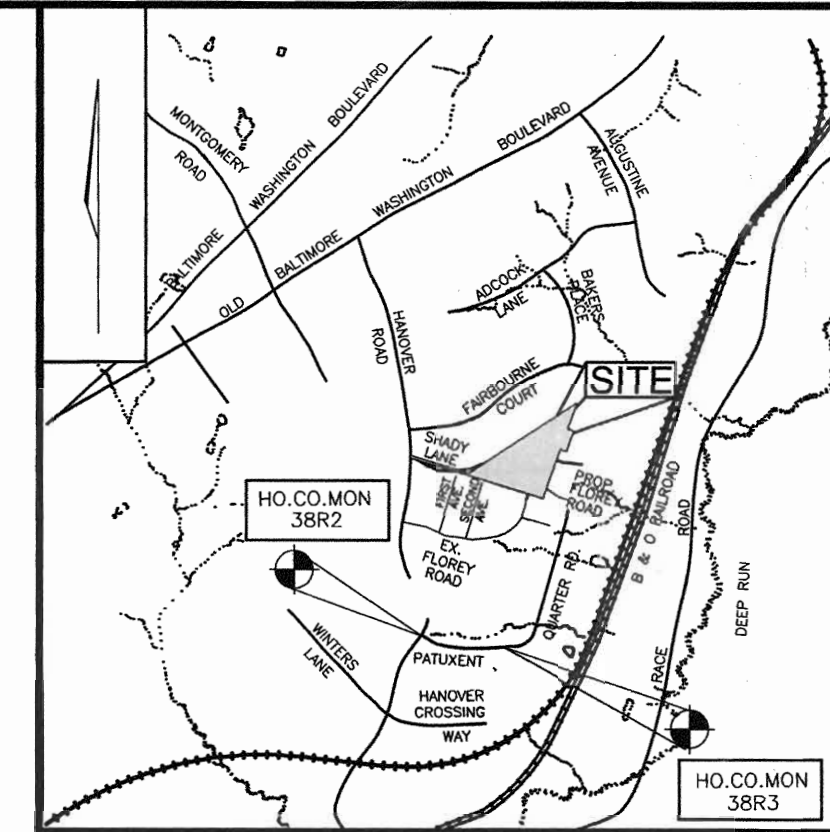 MONTGOMERY
ROAD
BALTIMORE WASHINGTON BOULEVARD
OLD BALTIMORE WASHINGTON BOULEVARD
AUGUSTINE
AVENUE
ADCOCK
LANE
BAKERS
PLACE
HANOVER
ROAD
FAIRBOURNE
COURT
SITE
SHADY
LANE
FIRST
AVE.
SECOND
AVE.
PROP
FLOREY
ROAD
HO.CO.MON
38R2
EX.
FLOREY
ROAD
B & O RAILROAD
RACE ROAD
DEEP RUN
WINTERS
LANE
PATUXENT QUARTER RD.
HANOVER
CROSSING
WAY
HO.CO.MON
38R3